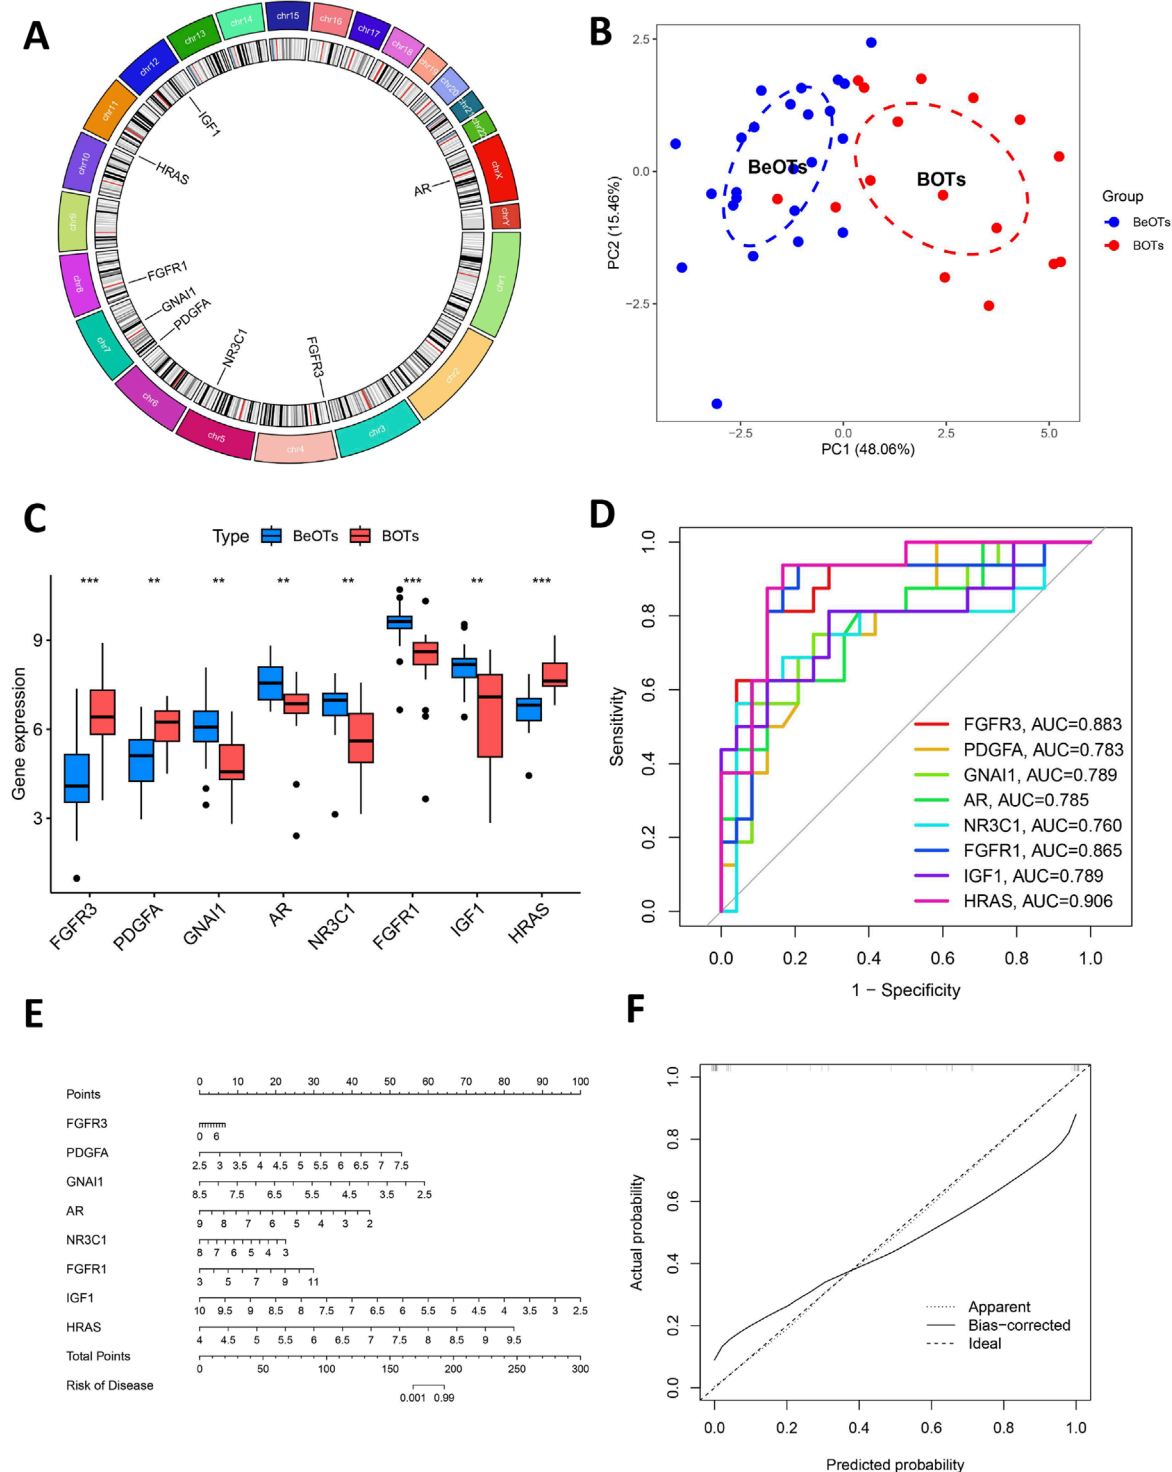 A
chr1
chr2
chr3
chr4
chr5
chr6
chr7
chr8
chr9
chr10
chr11
chr12
chr13
chr14
chr15
chr16
chr17
chr18
chr19
chr20
chr21
chr22
chrX
chrY
IGF1
HRAS
AR
FGFR1
GNAI1
PDGFA
NR3C1
FGFR3
B
2.5
0.0
−2.5
PC2 (15.46%)
BeOTs
BOTs
−2.5 0.0 2.5 5.0
PC1 (48.06%)
Group
BeOTs
BOTs
C
Type BeOTs BOTs
*** ** ** ** ** *** ** ***
9
6
3
Gene expression
FGFR3 PDGFA GNAI1 AR NR3C1 FGFR1 IGF1 HRAS
D
1.0
0.8
0.6
0.4
0.2
0.0
Sensitivity
FGFR3, AUC=0.883
PDGFA, AUC=0.783
GNAI1, AUC=0.789
AR, AUC=0.785
NR3C1, AUC=0.760
FGFR1, AUC=0.865
IGF1, AUC=0.789
HRAS, AUC=0.906
0.0 0.2 0.4 0.6 0.8 1.0
1 − Specificity
E
0 10 20 30 40 50 60 70 80 90 100
Points
FGFR3
0 6
PDGFA
2.5 3 3.5 4 4.5 5 5.5 6 6.5 7 7.5
GNAI1
8.5 7.5 6.5 5.5 4.5 3.5 2.5
AR
9 8 7 6 5 4 3 2
NR3C1
8 7 6 5 4 3
FGFR1
3 5 7 9 11
IGF1
10 9.5 9 8.5 8 7.5 7 6.5 6 5.5 5 4.5 4 3.5 3 2.5
HRAS
4 4.5 5 5.5 6 6.5 7 7.5 8 8.5 9 9.5
Total Points
0 50 100 150 200 250 300
Risk of Disease
0.001 0.99
F
1.0
0.8
0.6
0.4
0.2
0.0
Actual probability
Apparent
Bias−corrected
Ideal
0.0 0.2 0.4 0.6 0.8 1.0
Predicted probability